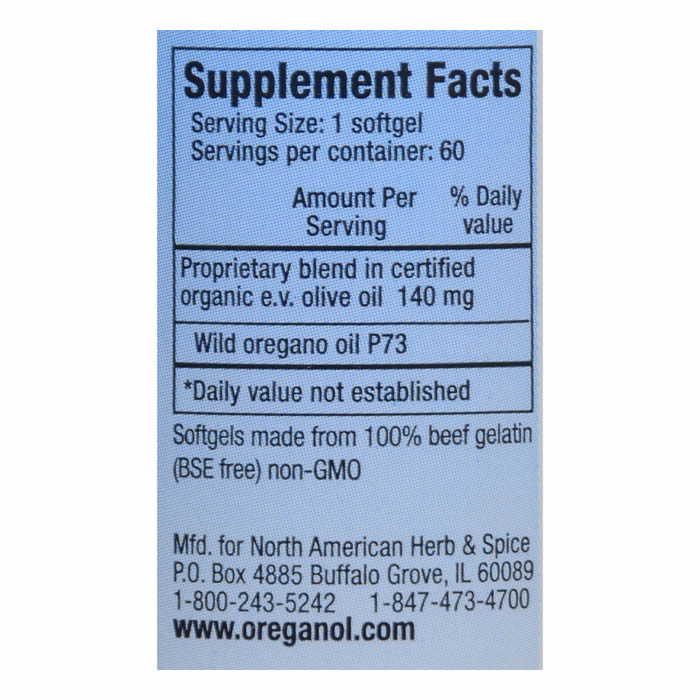 Supplement Facts
Serving Size: 1 softgel
Servings per container: 60
Amount Per % Daily
Serving value
Proprietary blend in certified
organic e.v. olive oil 140 mg
Wild oregano oil P73
*Daily value not established
Softgels made from 100% beef gelatin
(BSE free) non-GMO
Mfd. for North American Herb & Spice
P.O. Box 4885 Buffalo Grove, IL 60089
1-800-243-5242 1-847-473-4700
www.oreganol.com